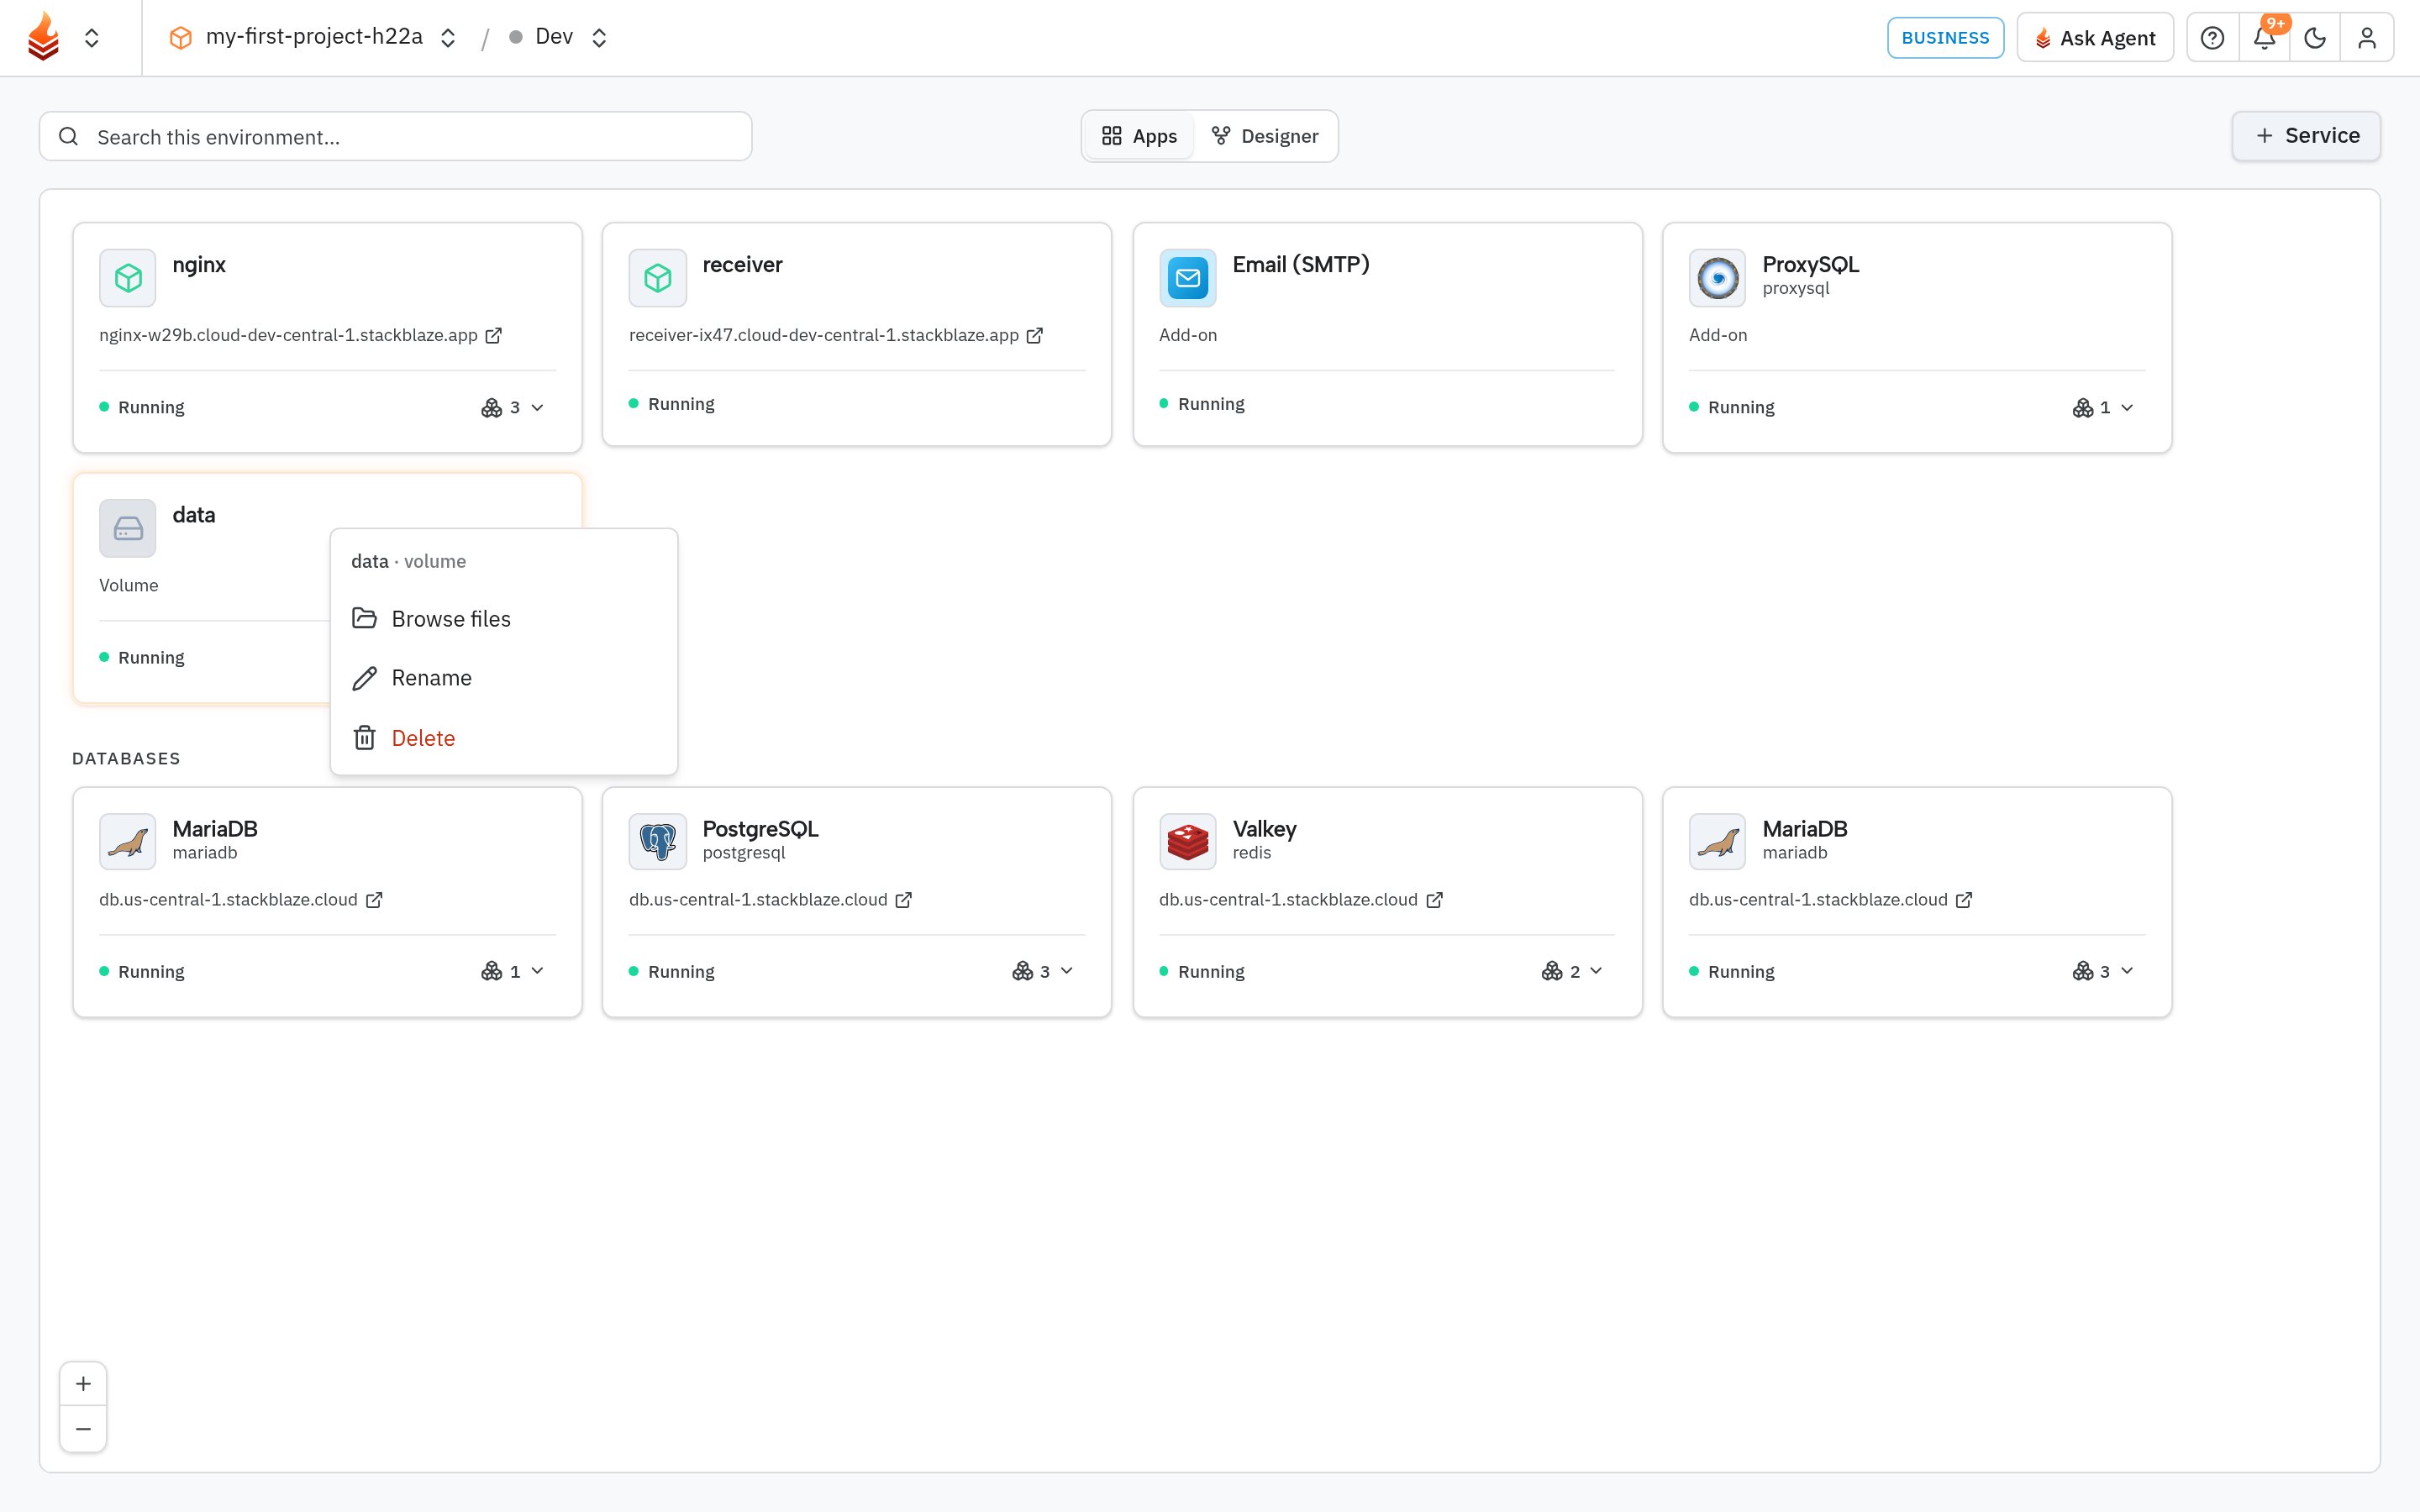 my-first-project-h22a / Dev
BUSINESS
Ask Agent
9+
Search this environment...
Apps
Designer
+ Service
nginx
nginx-w29b.cloud-dev-central-1.stackblaze.app
Running
3
receiver
receiver-ix47.cloud-dev-central-1.stackblaze.app
Running
Email (SMTP)
Add-on
Running
ProxySQL
proxysql
Add-on
Running
1
data
Volume
Running
data · volume
Browse files
Rename
Delete
DATABASES
MariaDB
mariadb
db.us-central-1.stackblaze.cloud
Running
1
PostgreSQL
postgresql
db.us-central-1.stackblaze.cloud
Running
3
Valkey
redis
db.us-central-1.stackblaze.cloud
Running
2
MariaDB
mariadb
db.us-central-1.stackblaze.cloud
Running
3